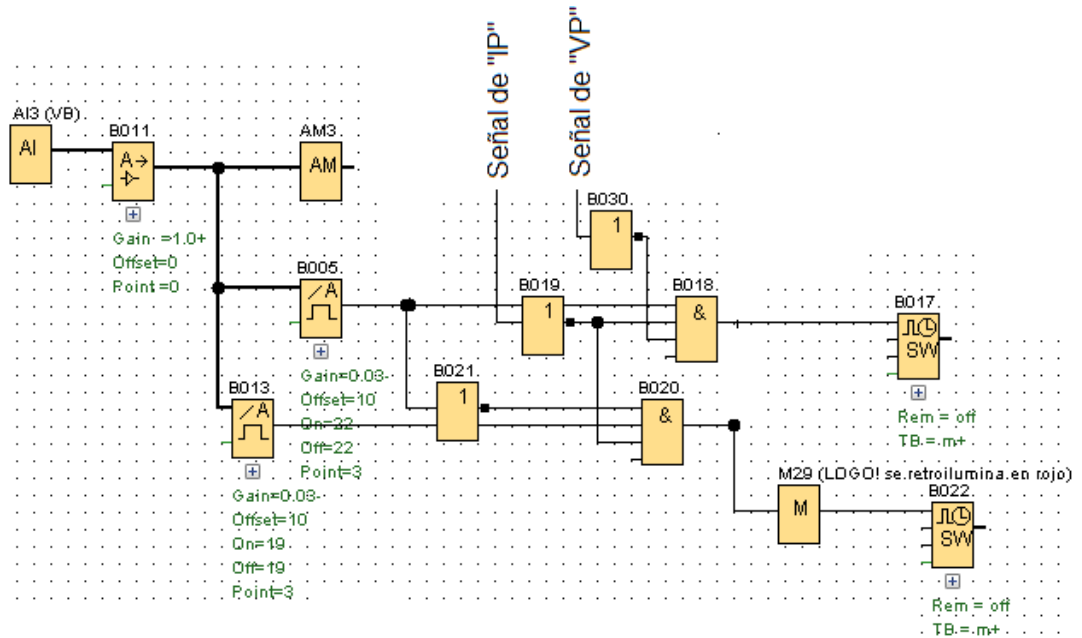 Señal de "IP"
Señal de "VP"
AI3 (VB)
AI
B011
A→
Gain =1.0+
Offset=0
Point=0
AM3
AM
B030
1
B005
/A
Gain=0.03-
Offset=10
On=22
Off=22
Point=3
B019
1
B018
&
B017
SW
Rem = off
TB = m+
B013
/A
Gain=0.03-
Offset=10
On=19
Off=19
Point=3
B021
1
B020
&
M29 (LOGO! se retroilumina en rojo)
M
B022
SW
Rem = off
TB = m+